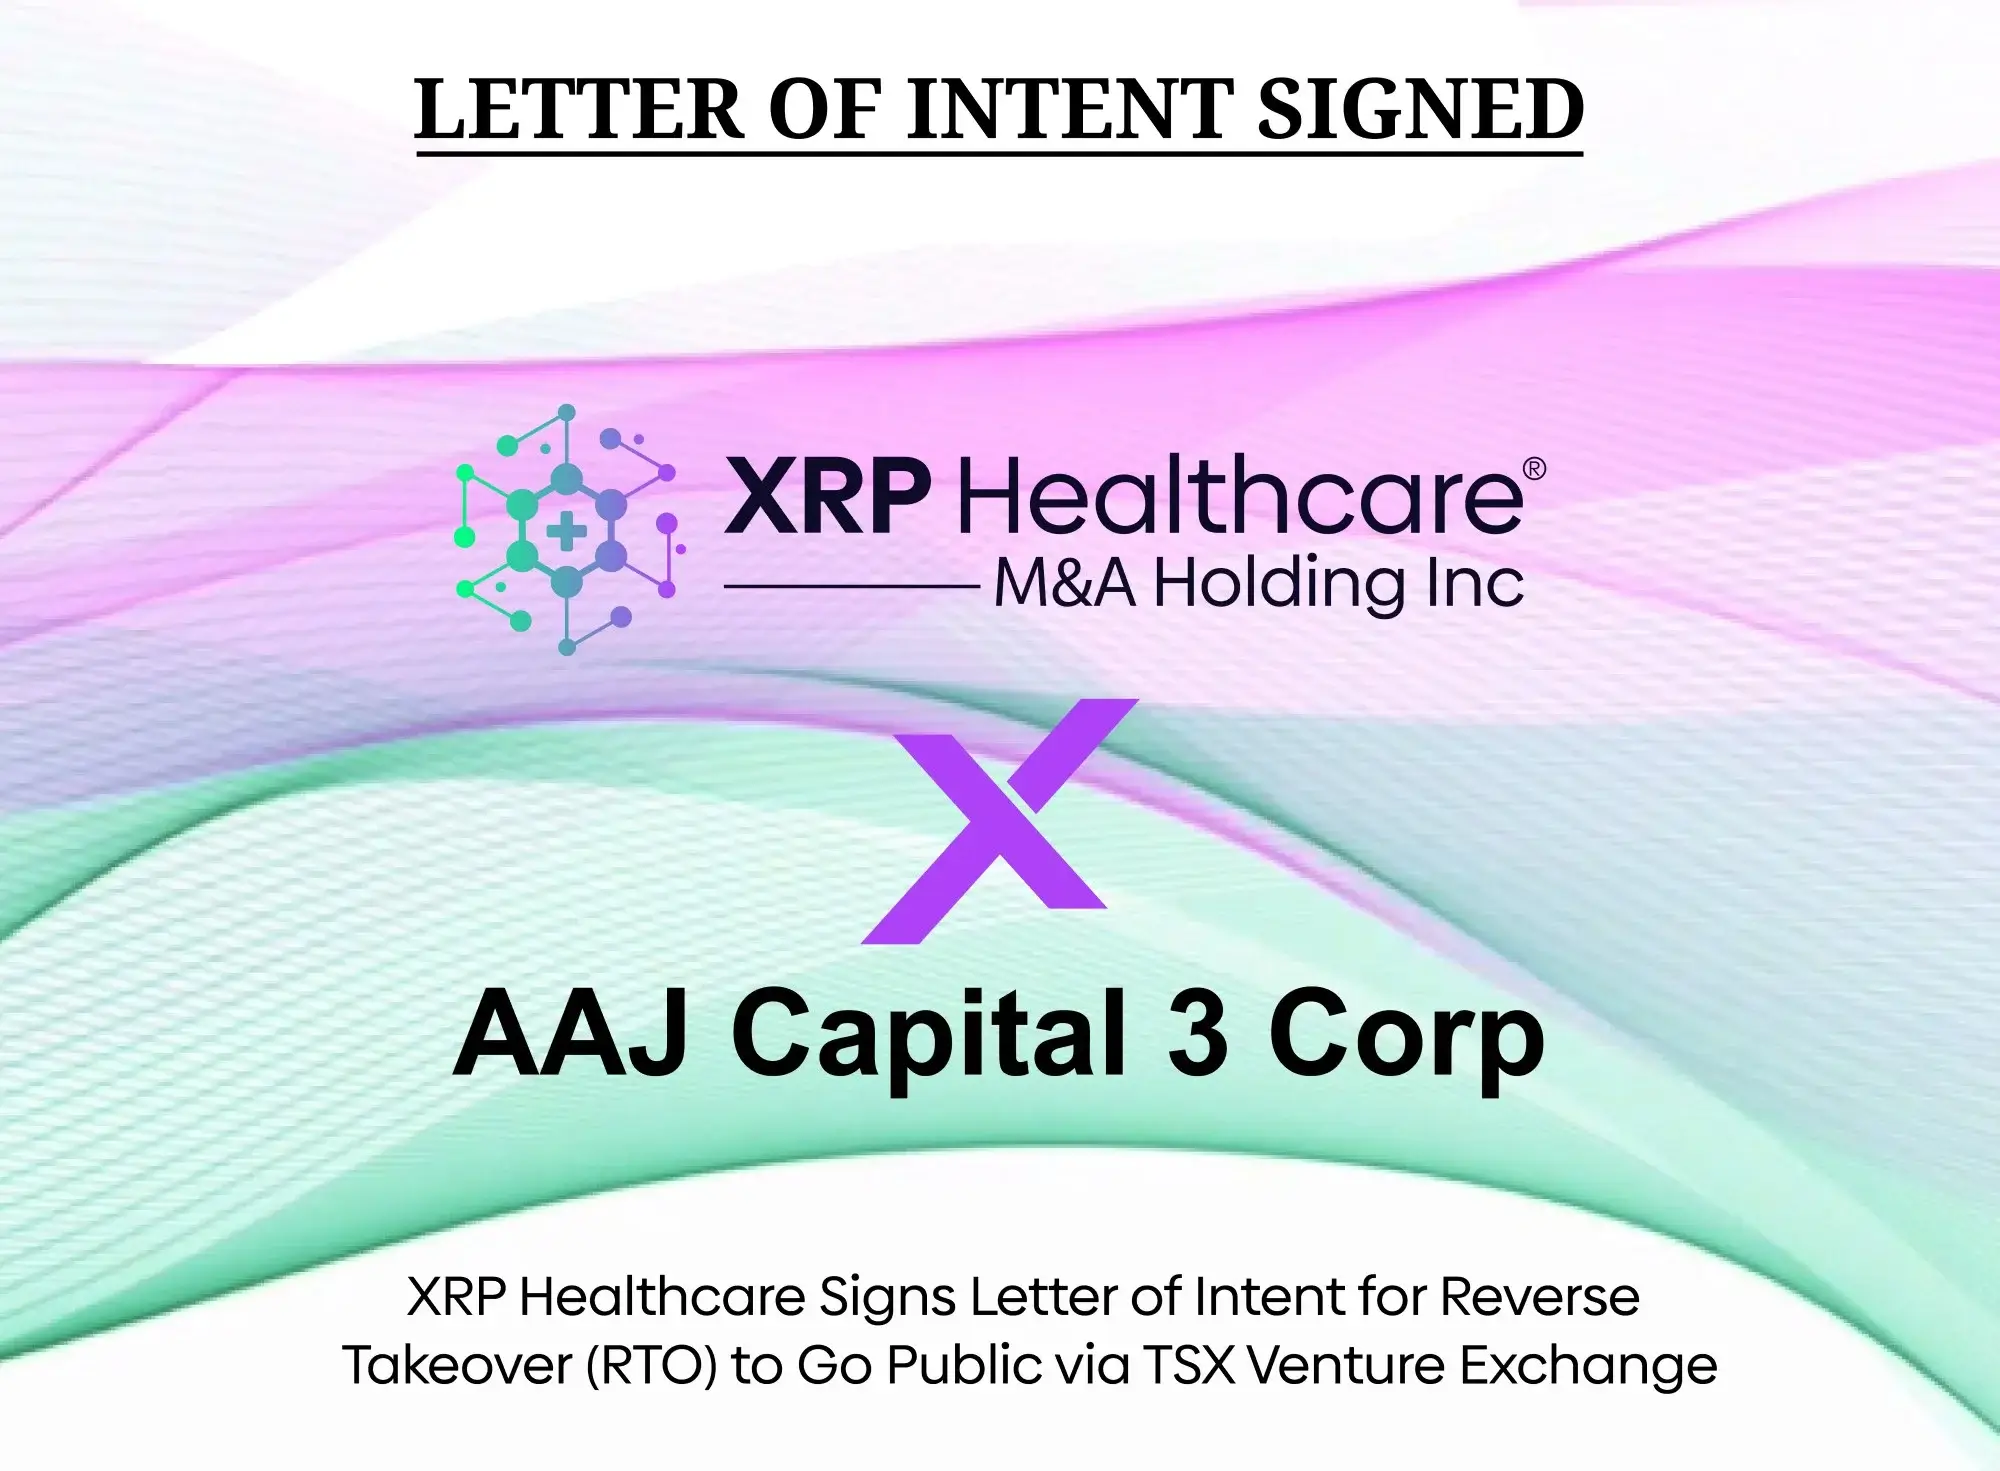 LETTER OF INTENT SIGNED
XRP Healthcare®
M&A Holding Inc
X
AAJ Capital 3 Corp
XRP Healthcare Signs Letter of Intent for Reverse
Takeover (RTO) to Go Public via TSX Venture Exchange